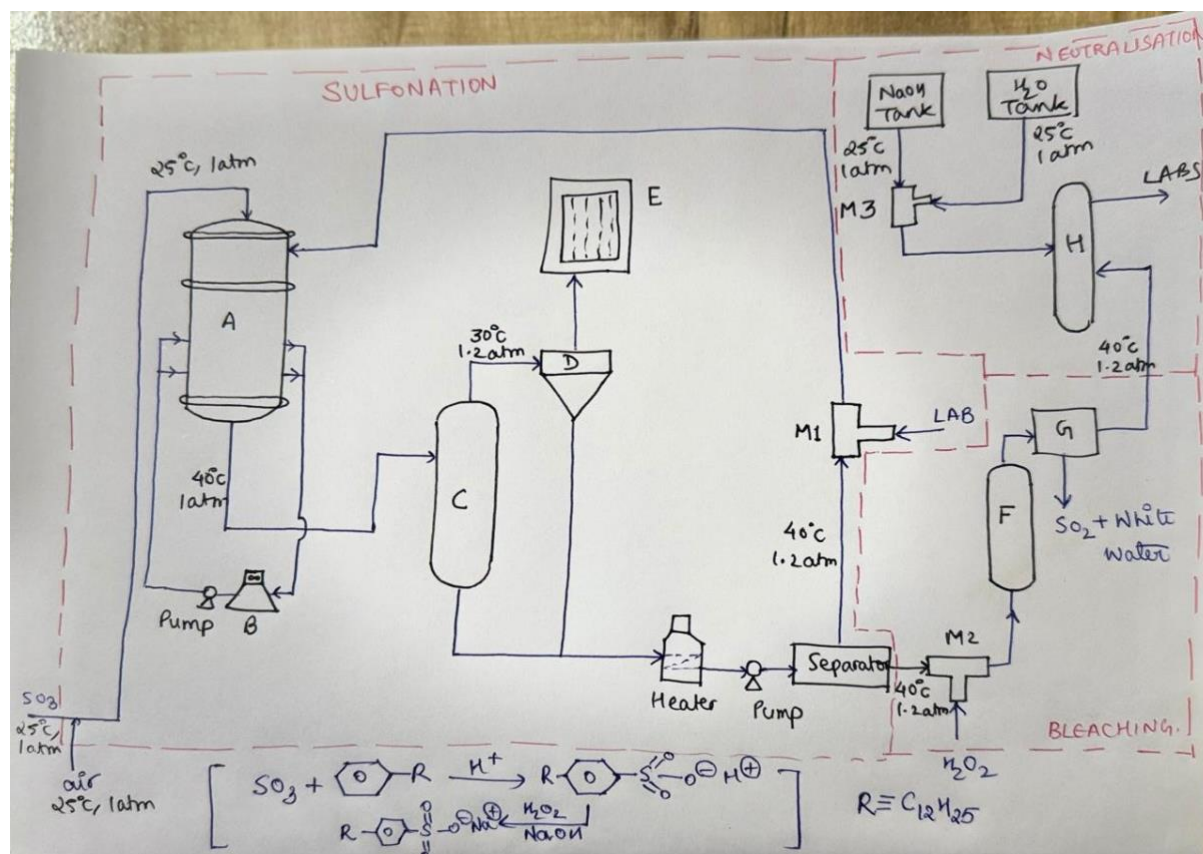 SULFONATION
NEUTRALISATION
NaOH
Tank
H2O
Tank
25°C
1atm
25°C
1atm
M3
LABS
H
25°C, 1atm
A
E
30°C
1.2atm
D
40°C
1.2atm
M1
LAB
G
F
SO2 + White
water
40°C
1atm
C
40°C
1.2atm
Pump
B
M2
Separator
40°C
1.2atm
Heater
Pump
BLEACHING.
H2O2
SO3
25°C,
1atm
air
25°C, 1atm
SO3 + R H+ R S O O O⊖ H⊕
R S O O O⊖Na⊕ H2O2
NaOH
R ≡ C12H25